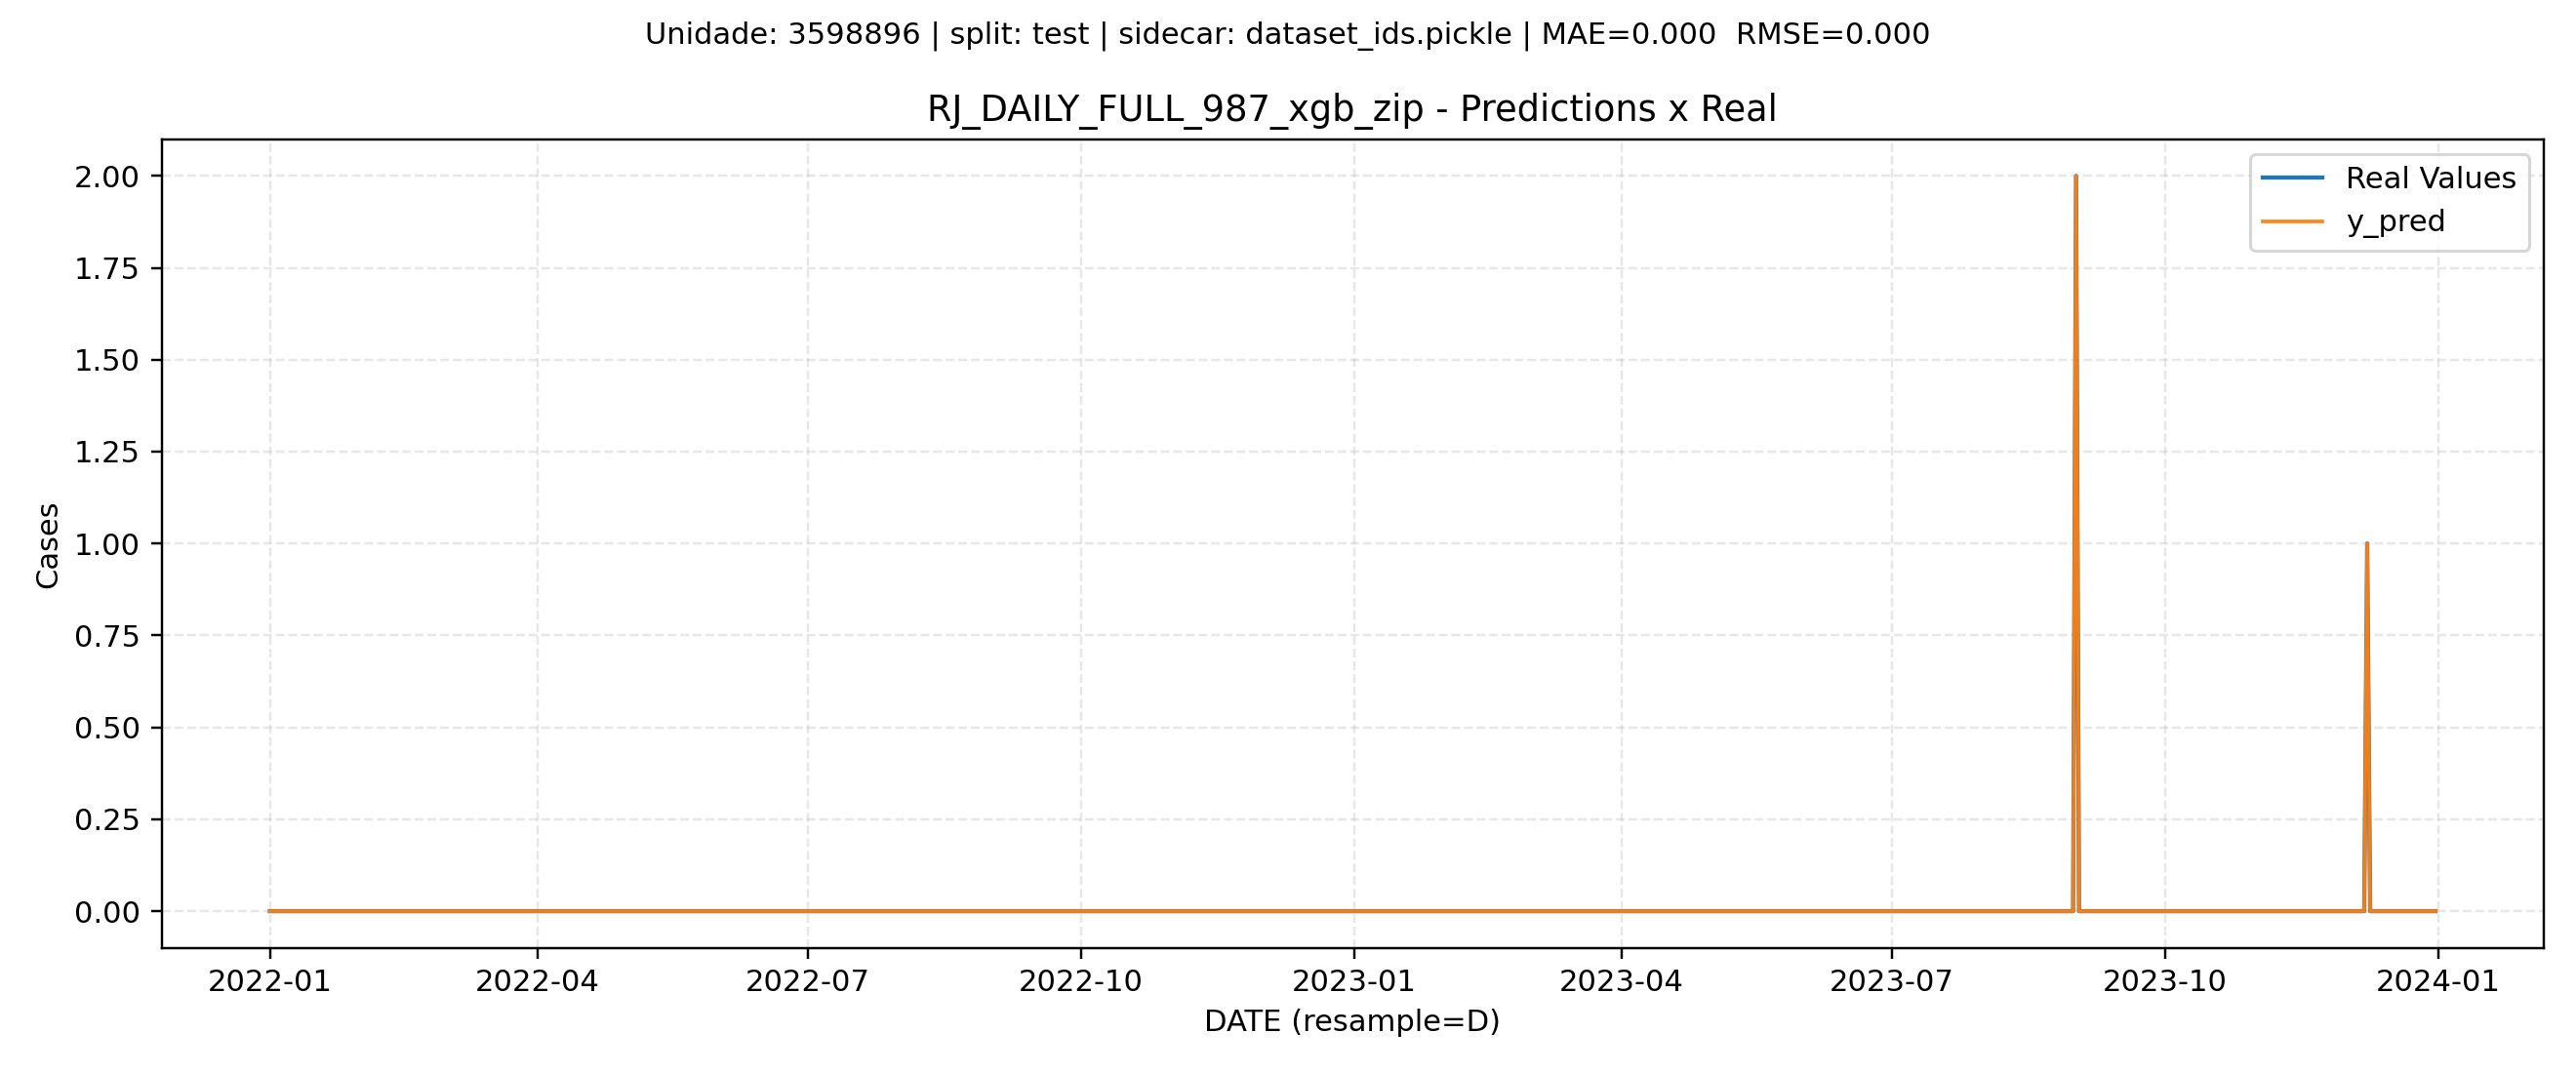 Unidade: 3598896 | split: test | sidecar: dataset_ids.pickle | MAE=0.000  RMSE=0.000
RJ_DAILY_FULL_987_xgb_zip - Predictions x Real
Real Values
y_pred
Cases
2.00
1.75
1.50
1.25
1.00
0.75
0.50
0.25
0.00
2022-01 2022-04 2022-07 2022-10 2023-01 2023-04 2023-07 2023-10 2024-01
DATE (resample=D)